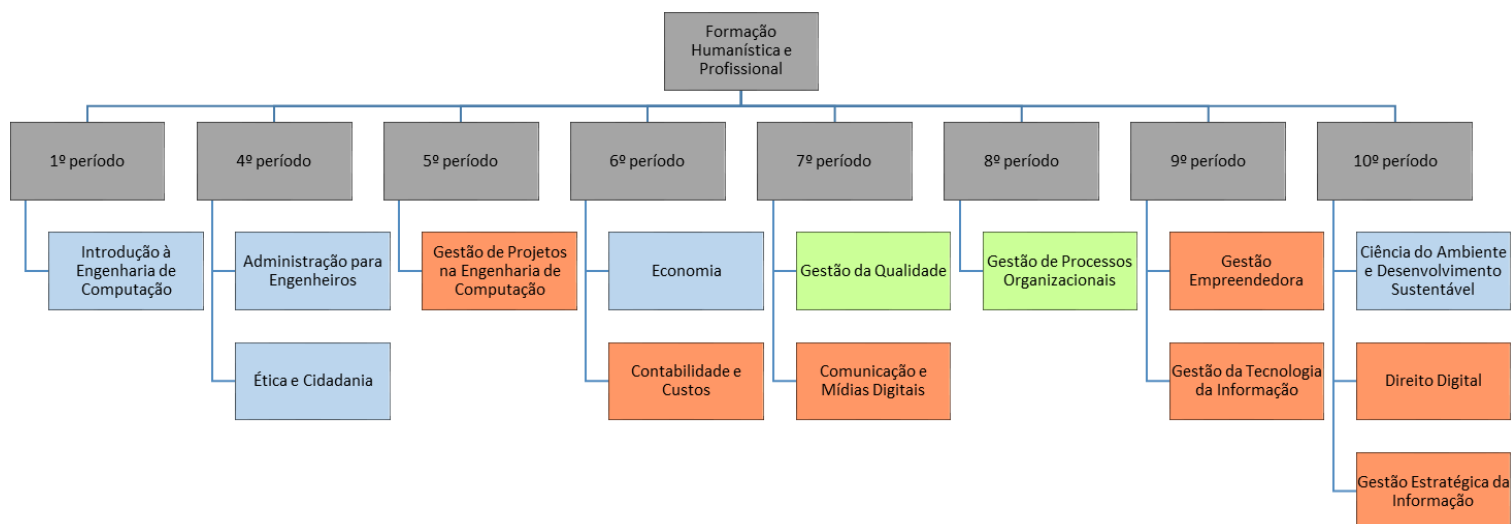 Formação
Humanística e
Profissional
1º período
4º período
5º período
6º período
7º período
8º período
9º período
10º período
Introdução à
Engenharia de
Computação
Administração para
Engenheiros
Gestão de Projetos
na Engenharia de
Computação
Economia
Gestão da Qualidade
Gestão de Processos
Organizacionais
Gestão
Empreendedora
Ciência do Ambiente
e Desenvolvimento
Sustentável
Ética e Cidadania
Contabilidade e
Custos
Comunicação e
Mídias Digitais
Gestão da Tecnologia
da Informação
Direito Digital
Gestão Estratégica da
Informação